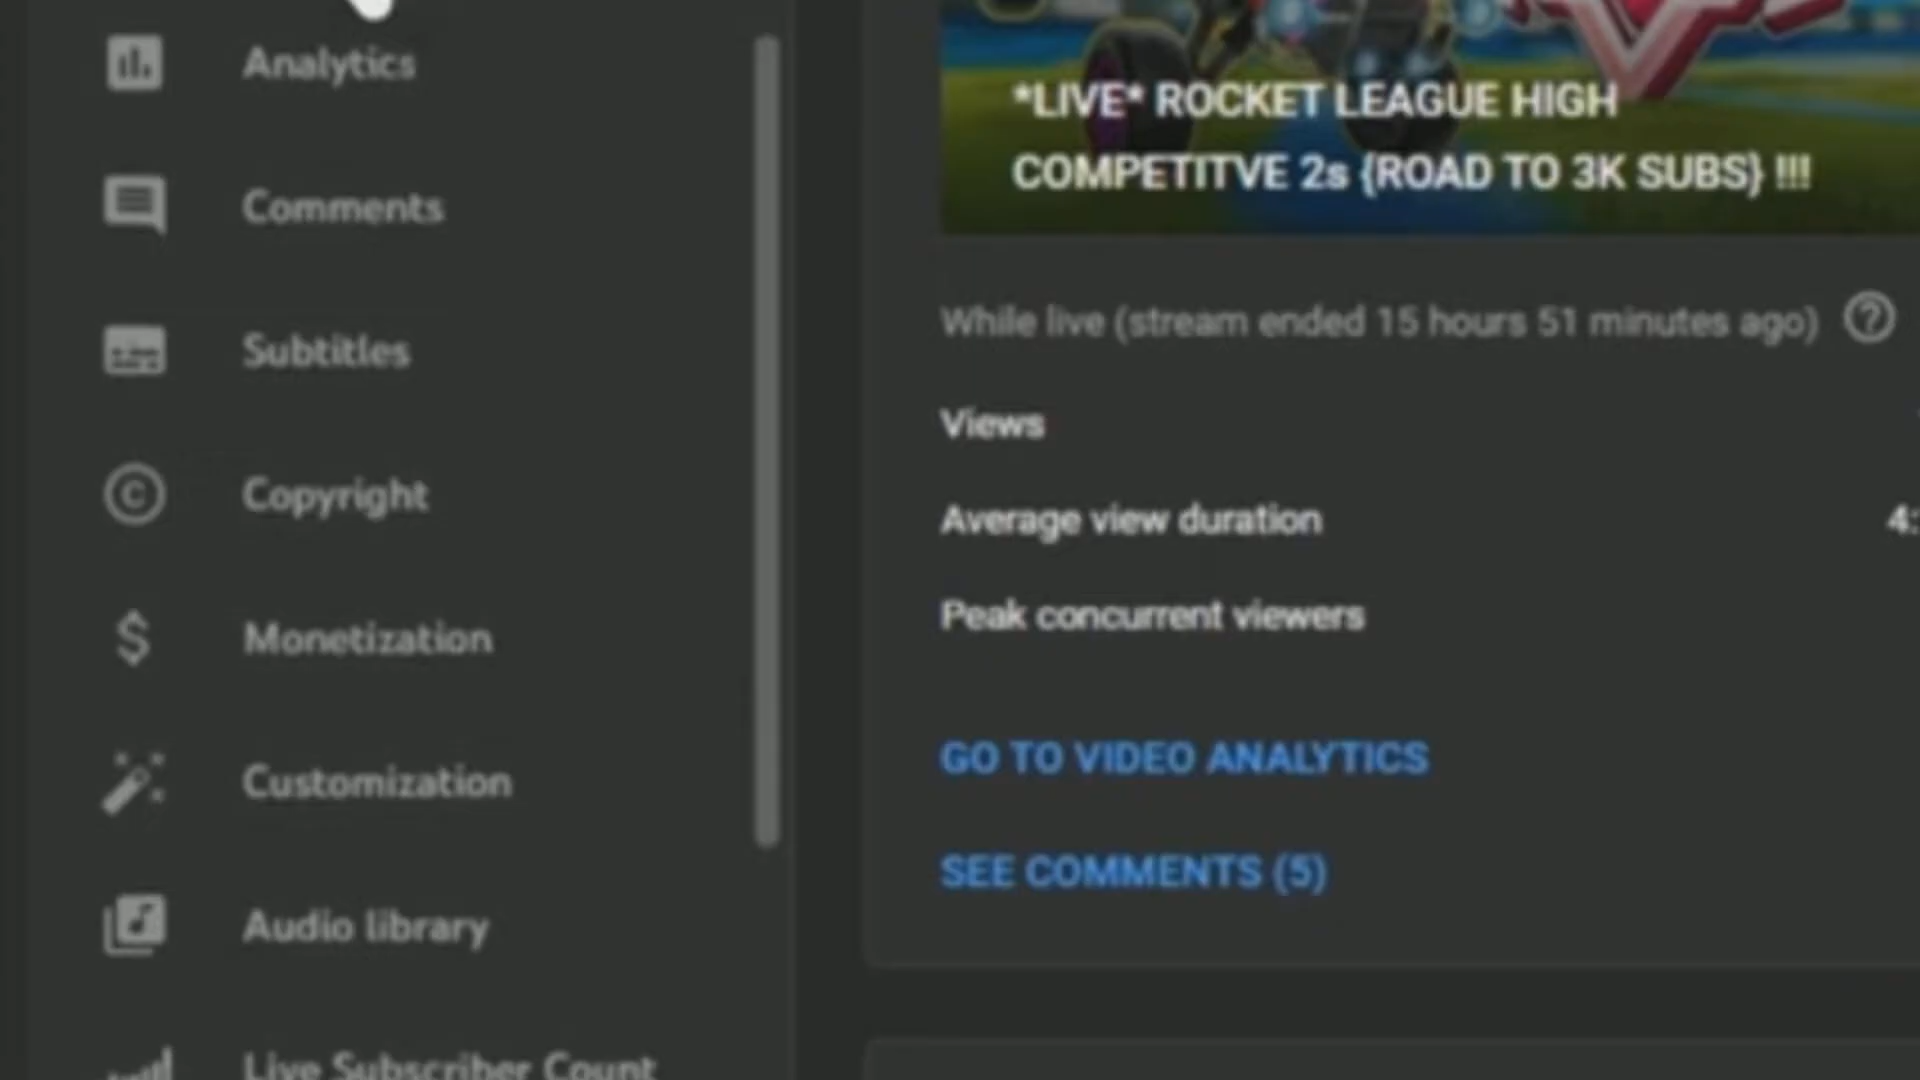 Analytics
Comments
Subtitles
Copyright
Monetization
Customization
Audio library
Live Subscriber Count
*LIVE* ROCKET LEAGUE HIGH
COMPETITVE 2s {ROAD TO 3K SUBS} !!!
While live (stream ended 15 hours 51 minutes ago)
Views
Average view duration
4:
Peak concurrent viewers
GO TO VIDEO ANALYTICS
SEE COMMENTS (5)